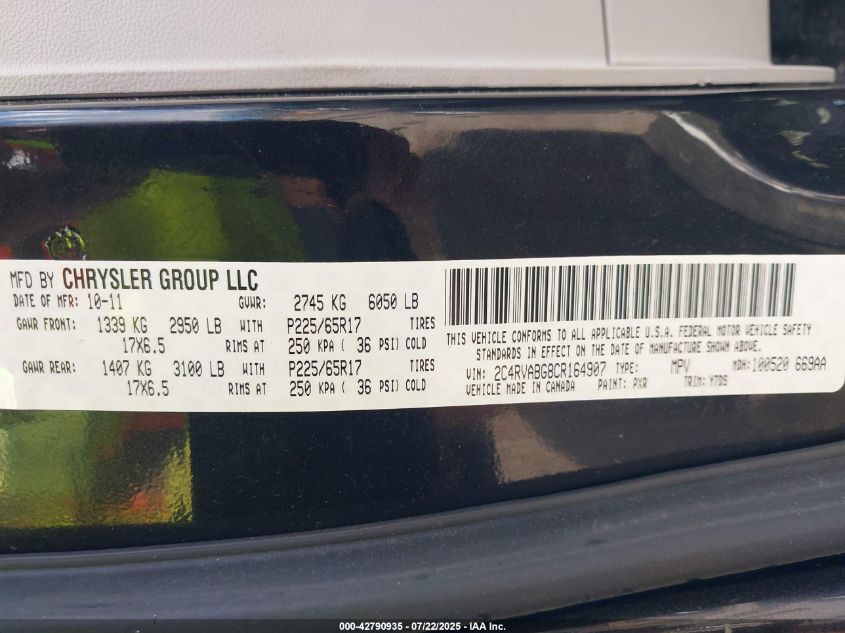 MFD BY CHRYSLER GROUP LLC
DATE OF MFR: 10-11 GVWR: 2745 KG 6050 LB
GAWR FRONT: 1339 KG 2950 LB WITH P225/65R17 TIRES
17X6.5 RIMS AT 250 KPA ( 36 PSI) COLD
GAWR REAR: 1407 KG 3100 LB WITH P225/65R17 TIRES
17X6.5 RIMS AT 250 KPA ( 36 PSI) COLD
THIS VEHICLE CONFORMS TO ALL APPLICABLE U.S.A. FEDERAL MOTOR VEHICLE SAFETY
STANDARDS IN EFFECT ON THE DATE OF MANUFACTURE SHOWN ABOVE.
VIN: 2C4RVABG8CR164907 TYPE: MPV MDH: 100520 669AA
VEHICLE MADE IN CANADA PAINT: PXR TRIM: Y7DS
000-42790935 - 07/22/2025 - IAA Inc.